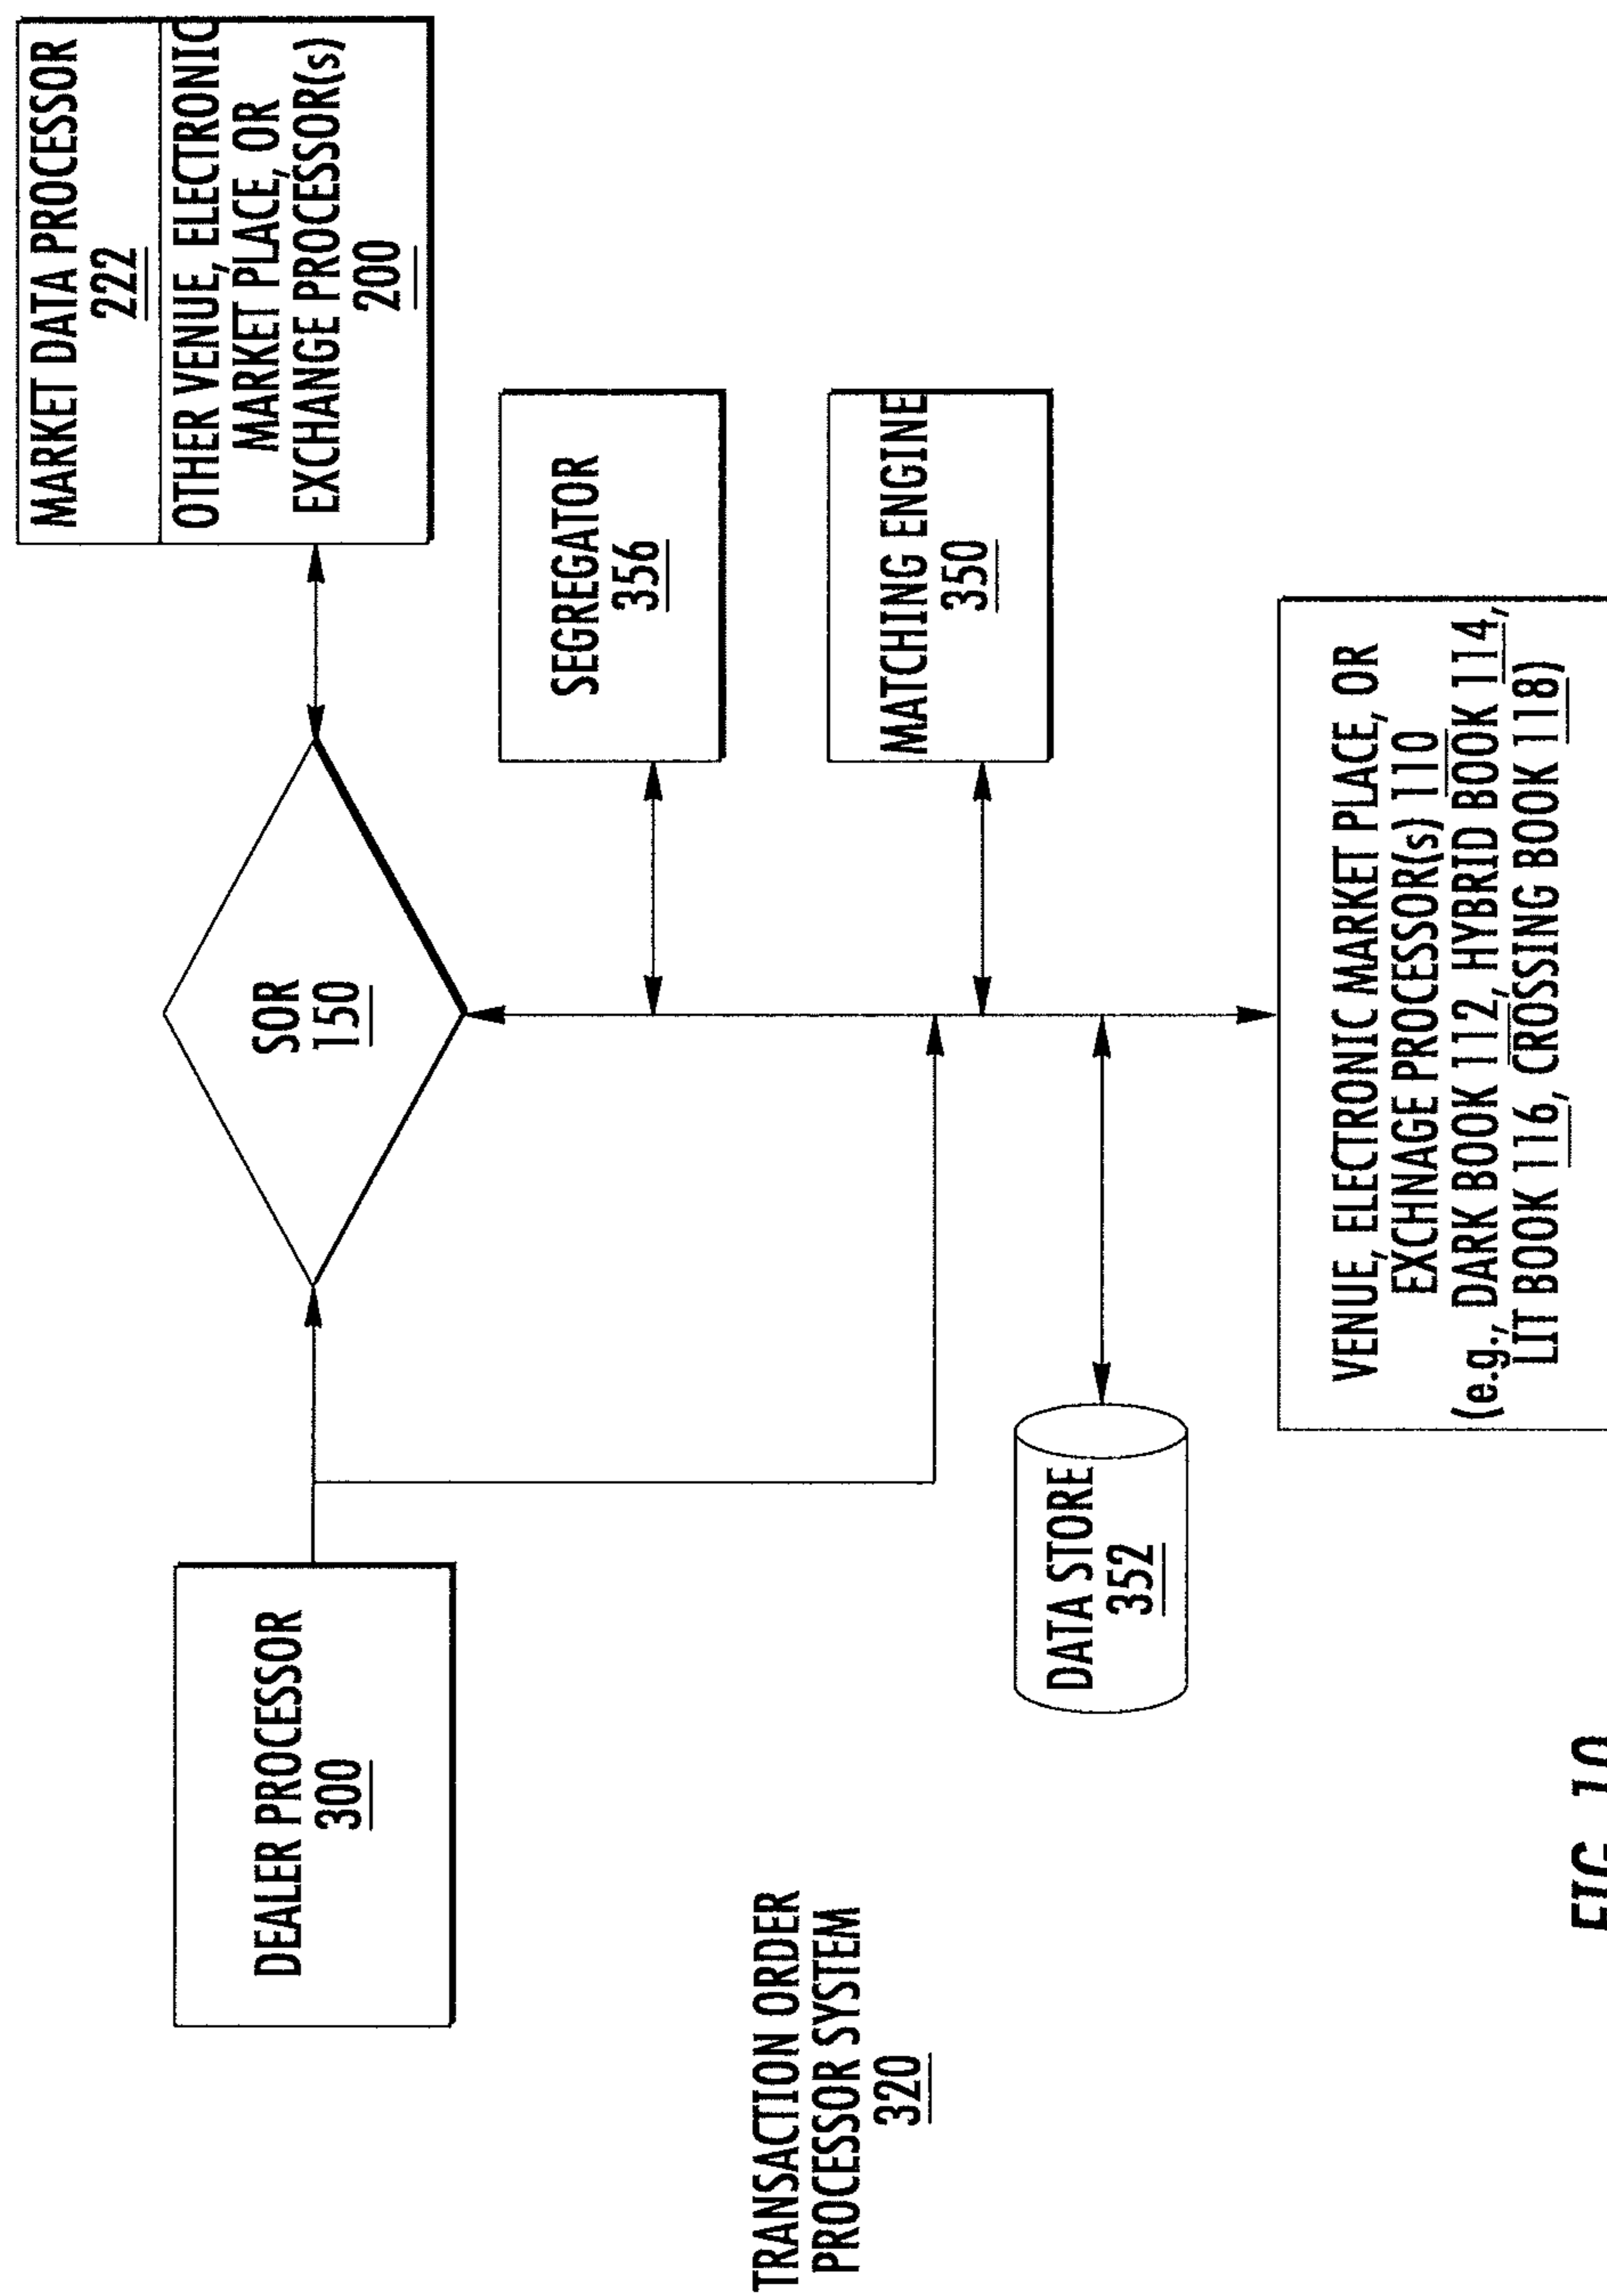 MARKET DATA PROCESSOR
222
OTHER VENUE, ELECTRONIC
MARKET PLACE, OR
EXCHANGE PROCESSOR(s)
200
SOR
150
DEALER PROCESSOR
300
SEGREGATOR
356
MATCHING ENGINE
350
DATA STORE
352
TRANSACTION ORDER
PROCESSOR SYSTEM
320
VENUE, ELECTRONIC MARKET PLACE, OR
EXCHNAGE PROCESSOR(s) 110
(e.g., DARK BOOK 112, HYBRID BOOK 114,
LIT BOOK 116, CROSSING BOOK 118)
FIG. 10